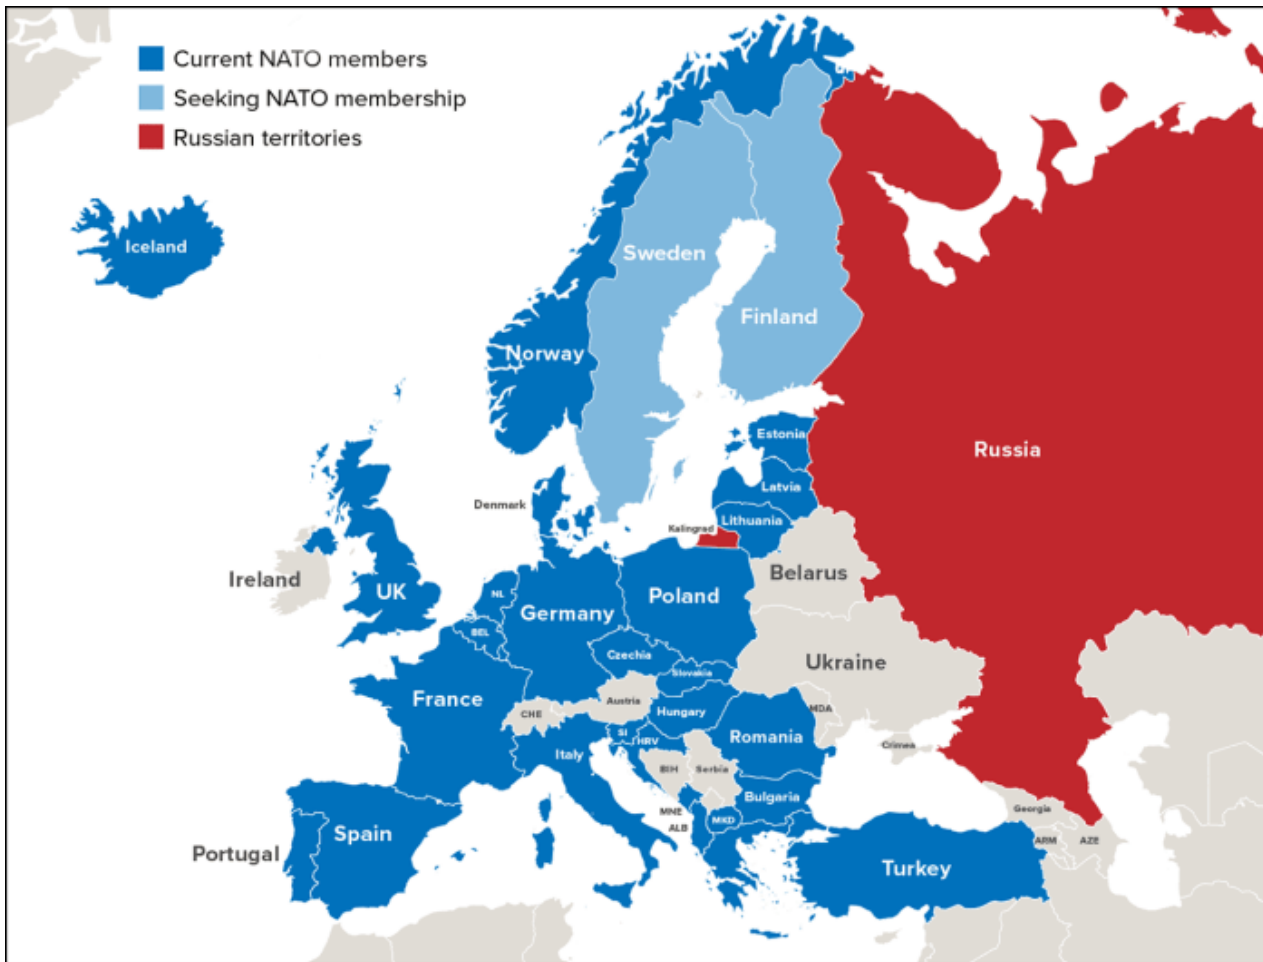 Current NATO members
Seeking NATO membership
Russian territories
Iceland
Sweden
Finland
Norway
Estonia
Russia
Latvia
Denmark
Lithuania
Kalingrad
Ireland
UK
NL
Germany
Poland
Belarus
BEL
Czechia
Ukraine
Slovakia
France
CHE
Austria
Hungary
MDA
SI
HRV
Romania
Crimea
Italy
BIH
Serbia
Bulgaria
Georgia
MNE
MKD
ALB
Spain
Portugal
ARM
AZE
Turkey